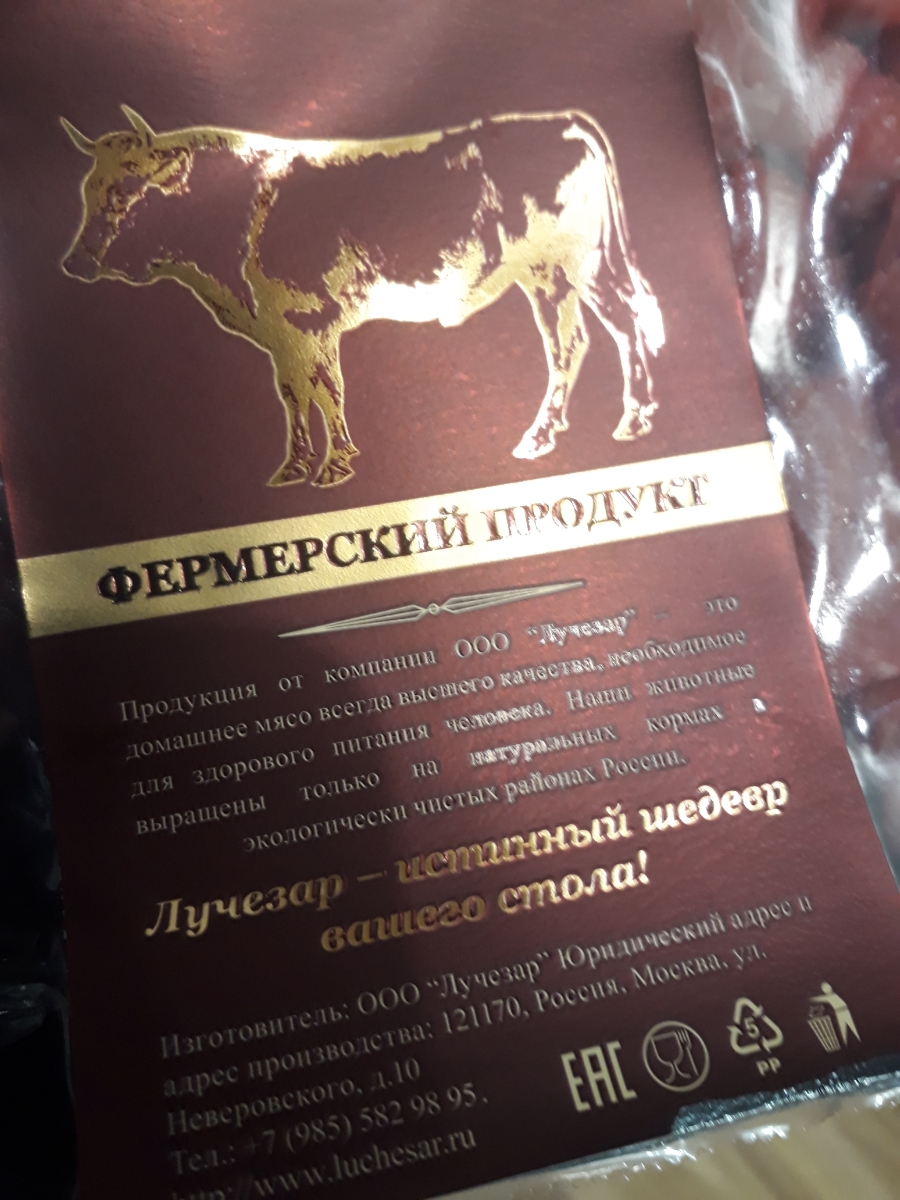 ФЕРМЕРСКИЙ ПРОДУКТ
Продукция от компании ООО “Лучезар” – это
домашнее мясо всегда высшего качества, необходимое
для здорового питания человека. Наши животные
выращены только на натуральных кормах в
экологически чистых районах России.
Лучезар – истинный шедевр
вашего стола!
Изготовитель: ООО “Лучезар” Юридический адрес и
адрес производства: 121170, Россия, Москва, ул.
Неверовского, д.10
Тел.: +7 (985) 582 98 95.
http://www.luchesar.ru
EAC
5
PP